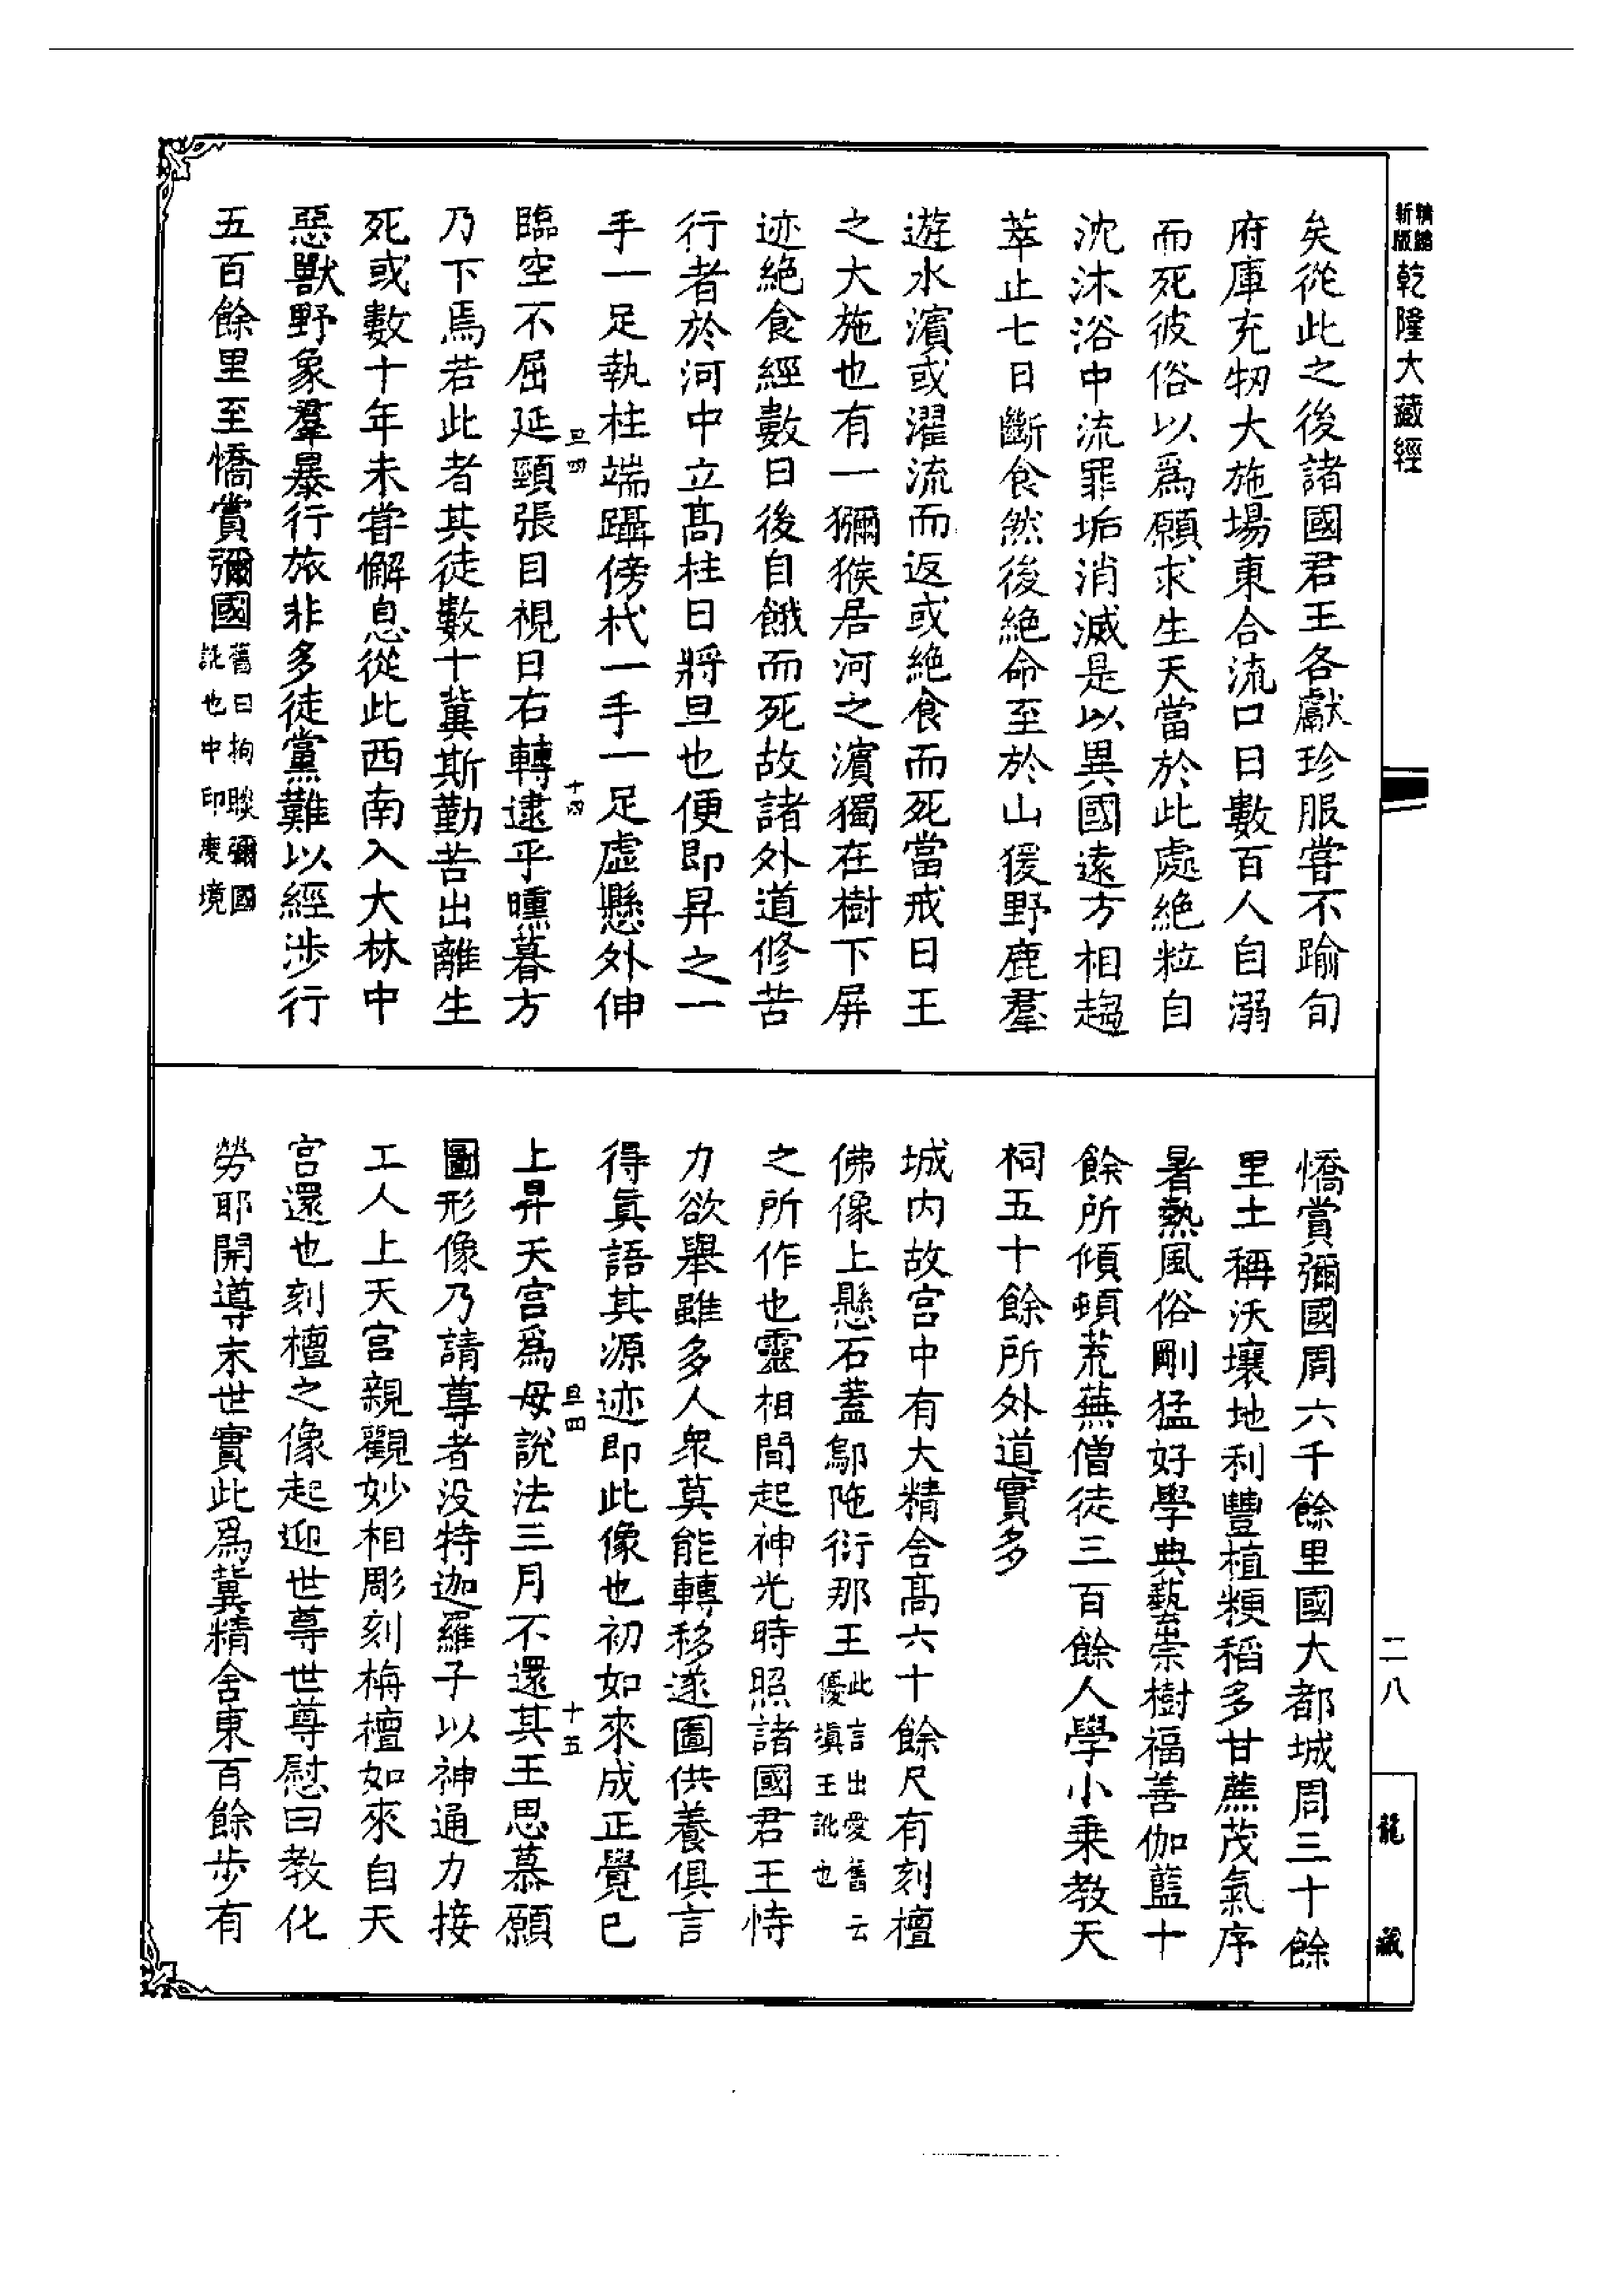 新版
精縮
乾隆大藏經
矣從此之後諸國君王各獻珍服嘗不踰旬
府庫充牣大施場東合流口日數百人自溺
而死彼俗以爲願求生天當於此處絶粒自
沈沐浴中流罪垢消滅是以異國遠方相趨
萃止七日斷食然後絶命至於山猨野鹿羣
遊水濱或濯流而返或絶食而死當戒日王
之大施也有一獼猴居河之濱獨在樹下屏
迹絶食經數日後自餓而死故諸外道修苦
行者於河中立髙柱日將旦也便即昇之一
手一足執柱端躡傍杙一手一足虛懸外伸
旦四
十四
臨空不屈延頸張目視日右轉逮乎曛暮方
乃下焉若此者其徒數十冀斯勤苦出離生
死或數十年未嘗懈息從此西南入大林中
惡獸野象羣暴行旅非多徒黨難以經涉行
五百餘里至憍賞彌國
舊曰拘睒彌國
訛也中印度境
憍賞彌國周六千餘里國大都城周三十餘
里土稱沃壤地利豐植粳稻多甘蔗茂氣序
暑熱風俗剛猛好學典藝崇樹福善伽藍十
餘所傾頓荒蕪僧徒三百餘人學小乗教天
祠五十餘所外道實多
城内故宫中有大精舍髙六十餘尺有刻檀
佛像上懸石蓋鄔陁衍那王
此言出愛舊云
優填王訛也
之所作也靈相間起神光時照諸國君王恃
力欲舉雖多人衆莫能轉移遂圖供養俱言
得真語其源迹即此像也初如來成正覺已
旦四
十五
上昇天宫爲母說法三月不還其王思慕願
圖形像乃請尊者没特迦羅子以神通力接
工人上天宫親觀妙相彫刻栴檀如來自天
宫還也刻檀之像起迎世尊世尊慰曰教化
勞耶開導末世實此爲冀精舍東百餘步有
二八
龍藏